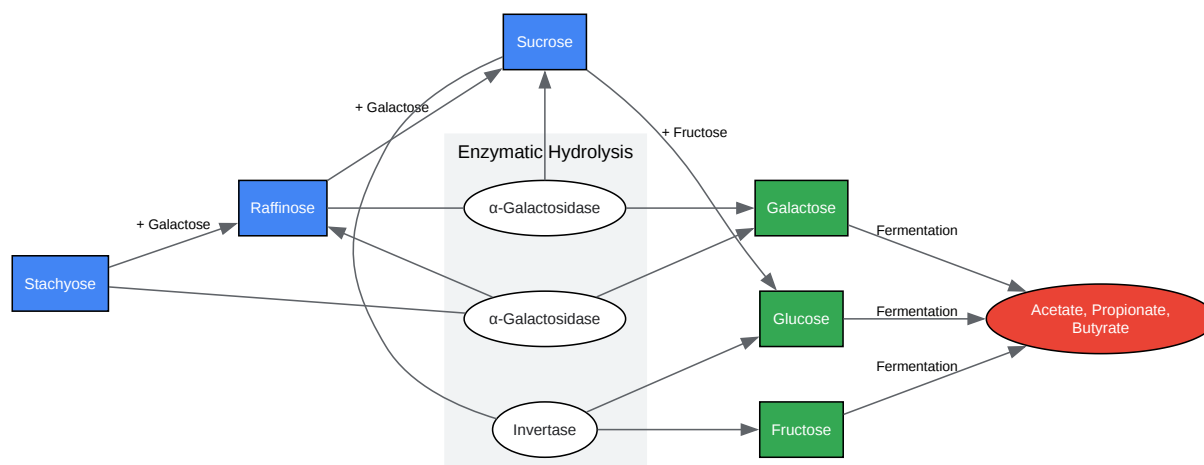 Sucrose
+ Galactose
+ Fructose
Enzymatic Hydrolysis
Raffinose
α-Galactosidase
Galactose
+ Galactose
Fermentation
Stachyose
α-Galactosidase
Glucose
Fermentation
Acetate, Propionate,
Butyrate
Fermentation
Invertase
Fructose